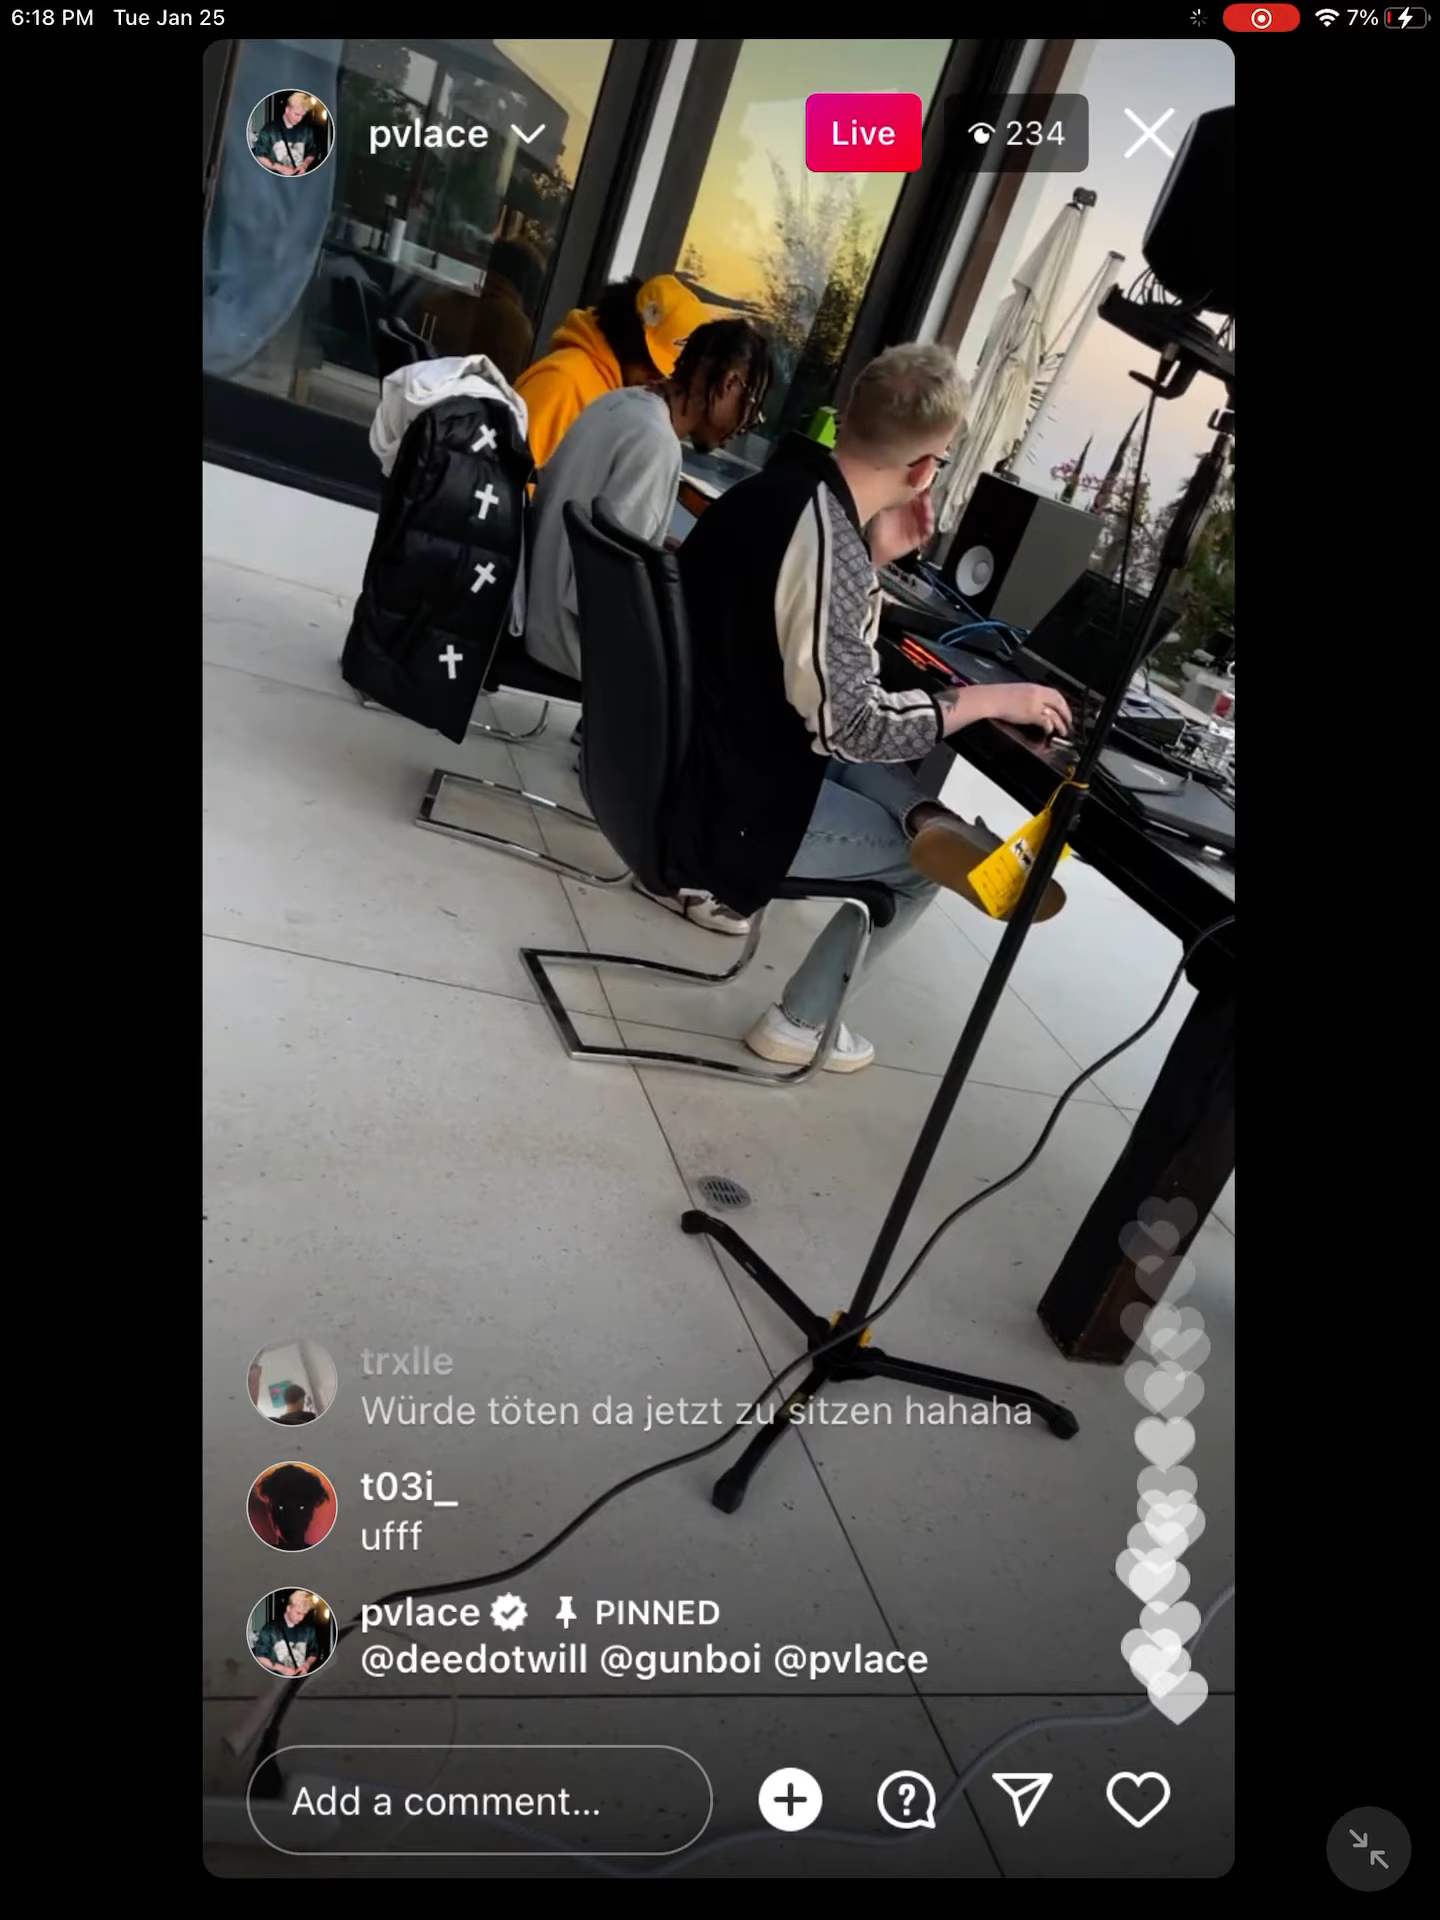 6:18 PM Tue Jan 25
7%
pvlace
Live
234
trxlle
Würde töten da jetzt zu sitzen hahaha
t03i_
ufff
pvlace PINNED
@deedotwill @gunboi @pvlace
Add a comment...